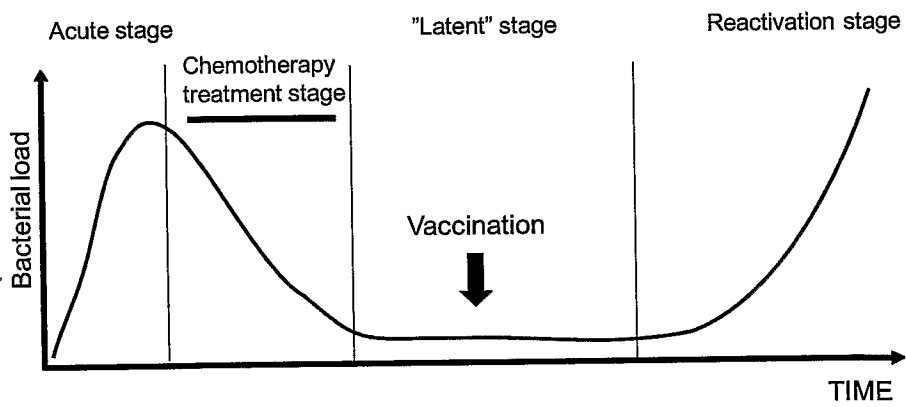 Acute stage
"Latent" stage
Reactivation stage
Chemotherapy
treatment stage
Bacterial load
Vaccination
TIME